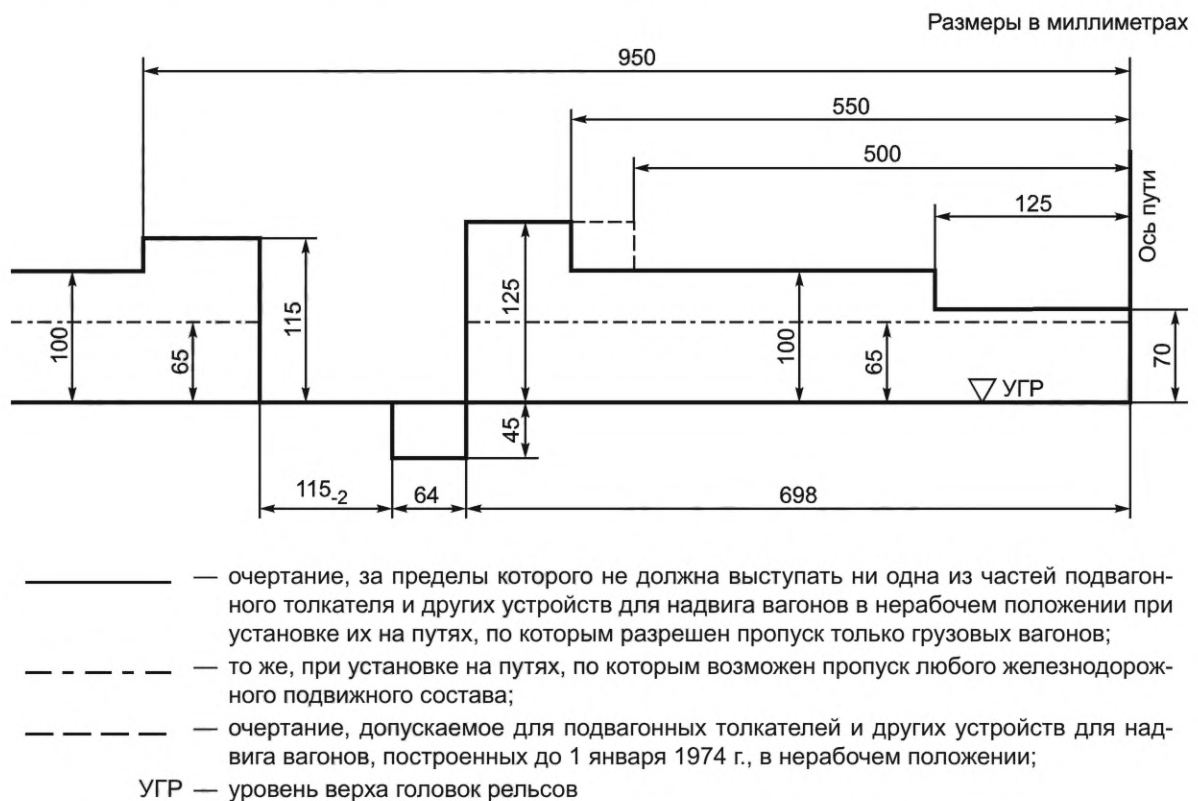 Размеры в миллиметрах
950
550
500
125
Ось пути
100
65
115
125
100
65
70
УГР
45
115-2
64
698
— очертание, за пределы которого не должна выступать ни одна из частей подвагон-
ного толкателя и других устройств для надвига вагонов в нерабочем положении при
установке их на путях, по которым разрешен пропуск только грузовых вагонов;
— то же, при установке на путях, по которым возможен пропуск любого железнодорож-
ного подвижного состава;
— очертание, допускаемое для подвагонных толкателей и других устройств для над-
вига вагонов, построенных до 1 января 1974 г., в нерабочем положении;
УГР — уровень верха головок рельсов